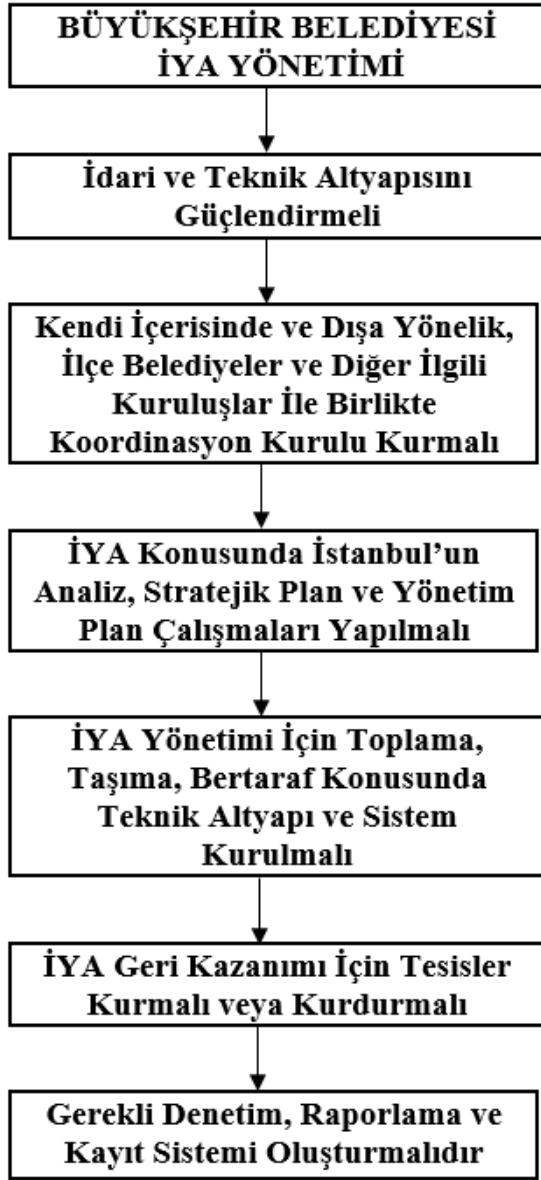 BÜYÜKŞEHİR BELEDİYESİ
İYA YÖNETİMİ
İdari ve Teknik Altyapısını
Güçlendirmeli
Kendi İçerisinde ve Dışa Yönelik,
İlçe Belediyeler ve Diğer İlgili
Kuruluşlar İle Birlikte
Koordinasyon Kurulu Kurmalı
İYA Konusunda İstanbul’un
Analiz, Stratejik Plan ve Yönetim
Plan Çalışmaları Yapılmalı
İYA Yönetimi İçin Toplama,
Taşıma, Bertaraf Konusunda
Teknik Altyapı ve Sistem
Kurulmalı
İYA Geri Kazanımı İçin Tesisler
Kurmalı veya Kurdurmalı
Gerekli Denetim, Raporlama ve
Kayıt Sistemi Oluşturmalıdır